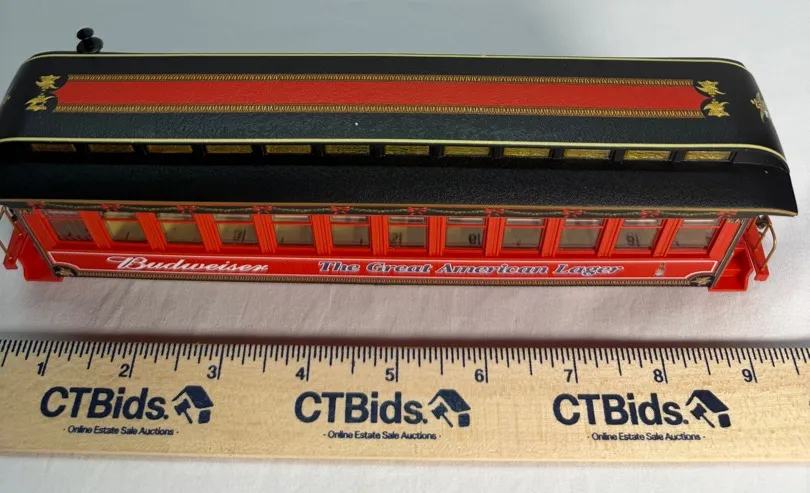 Budweiser The Great American Lager
1 2 3 4 5 6 7 8 9
CTBids. CTBids. CTBids.
- Online Estate Sale Auctions - - Online Estate Sale Auctions - - Online Estate Sale Auctions -